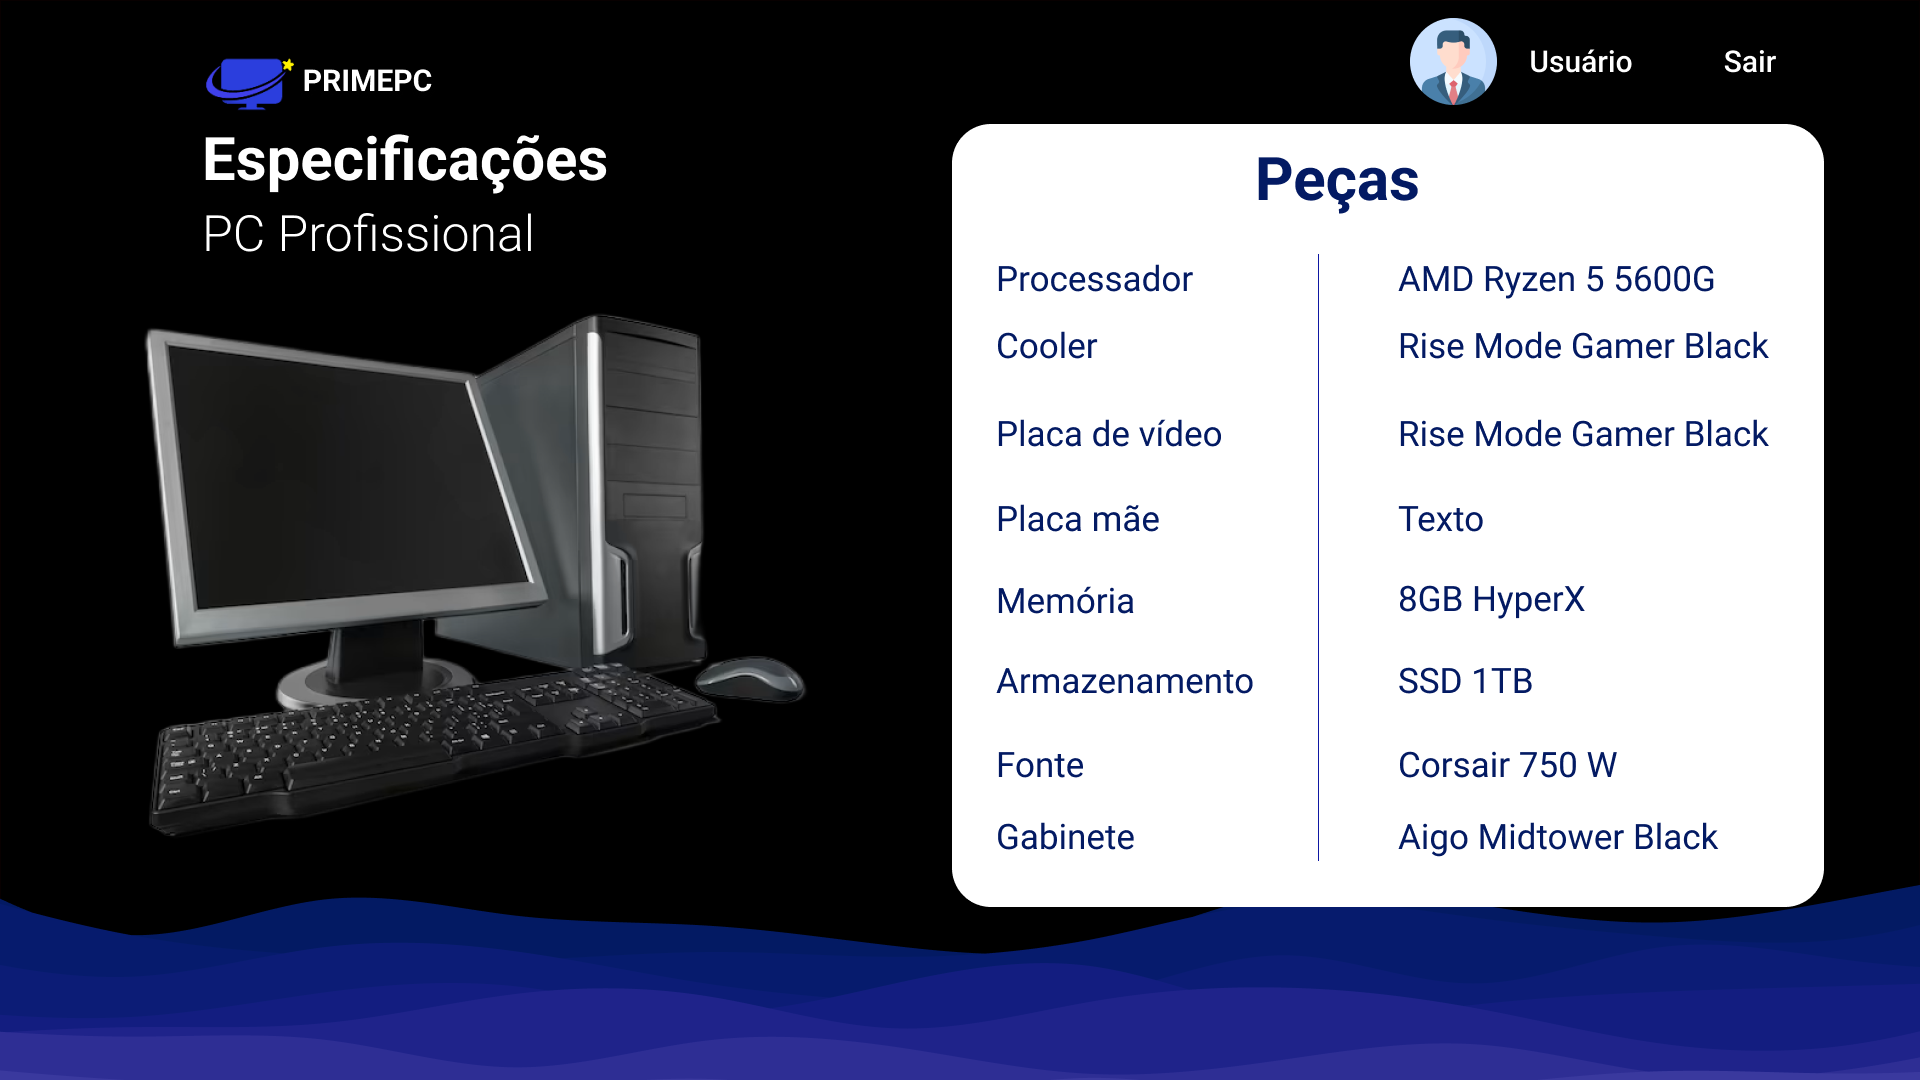 PRIMEPC
Usuário
Sair
Especificações
PC Profissional
Peças
Processador
AMD Ryzen 5 5600G
Cooler
Rise Mode Gamer Black
Placa de vídeo
Rise Mode Gamer Black
Placa mãe
Texto
Memória
8GB HyperX
Armazenamento
SSD 1TB
Fonte
Corsair 750 W
Gabinete
Aigo Midtower Black